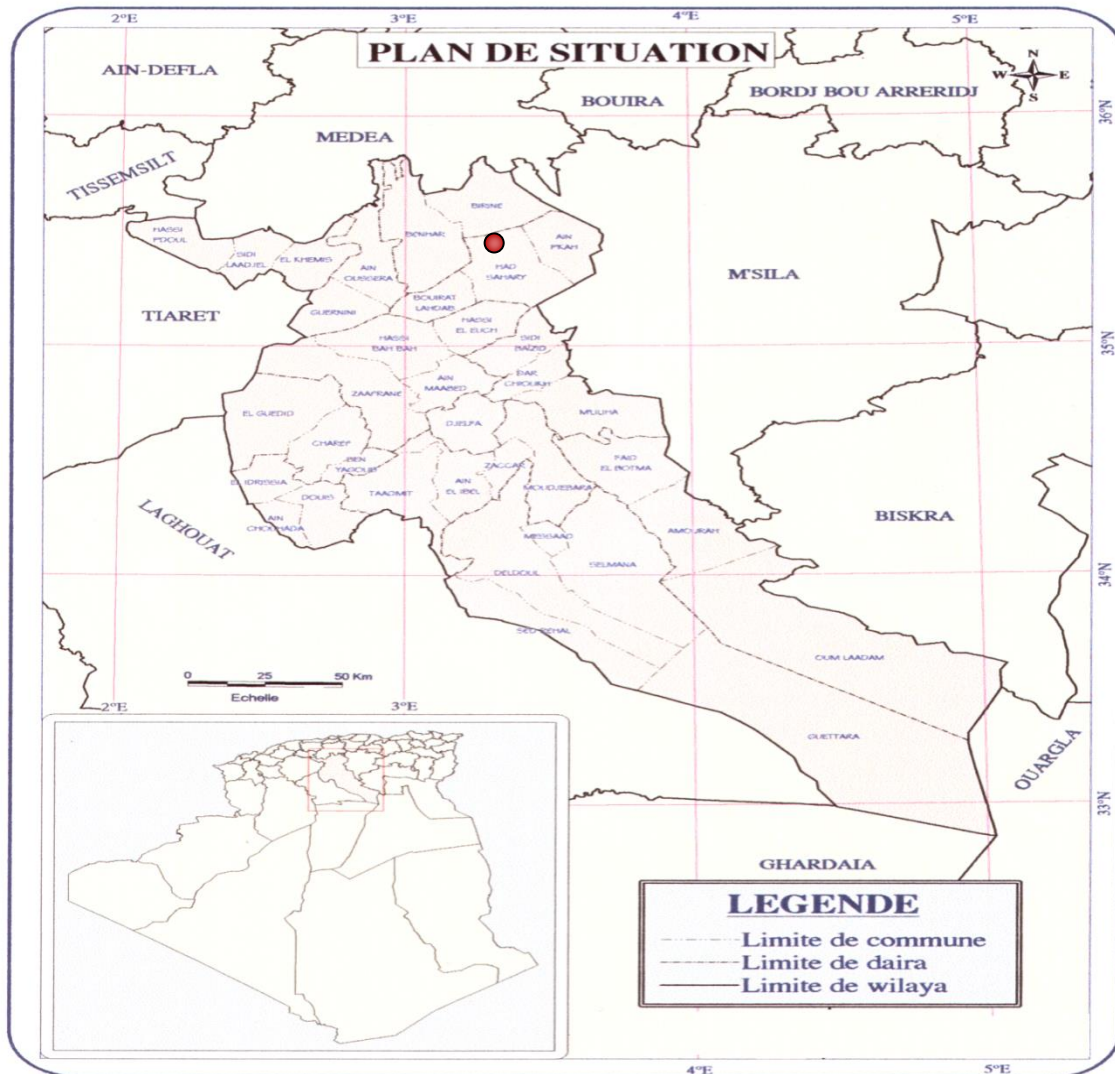 2°E 3°E 4°E 5°E
PLAN DE SITUATION
N
W E
S
AIN-DEFLA
BOUIRA
BORDJ BOU ARRERIDJ
36°N
MEDEA
TISSEMSILT
BIRINE
HASSI
BENHAR
AIN
SIDI
LAADJEL
EL KHEMIS
AIN
OUSSERA
HAD
SAHARY
M'SILA
BOUIRAT
LAHDAB
TIARET
GUERNINI
HASSI
EL EUCH
35°N
HASSI
BAH BAH
SIDI
BAIZID
DAR
CHIOUKH
AIN
MAABED
ZAAFRANE
EL GUEDID
DJELFA
CHAREF
BEN
YAGOUB
ZACCAR
FAID
EL BOTMA
EL IDRISSIA
DOUIS
TAADMIT
AIN
EL IBEL
MOUDJEBARA
LAGHOUAT
AIN
CHOUHADA
MESSAAD
AMOURAH
BISKRA
DELDOUL
SELMANA
34°N
SED REHAL
OUM LAADAM
0 25 50 Km
Echelle
2°E 3°E
GUETTARA
OUARGLA
33°N
GHARDAIA
LEGENDE
Limite de commune
Limite de daira
Limite de wilaya
4°E 5°E